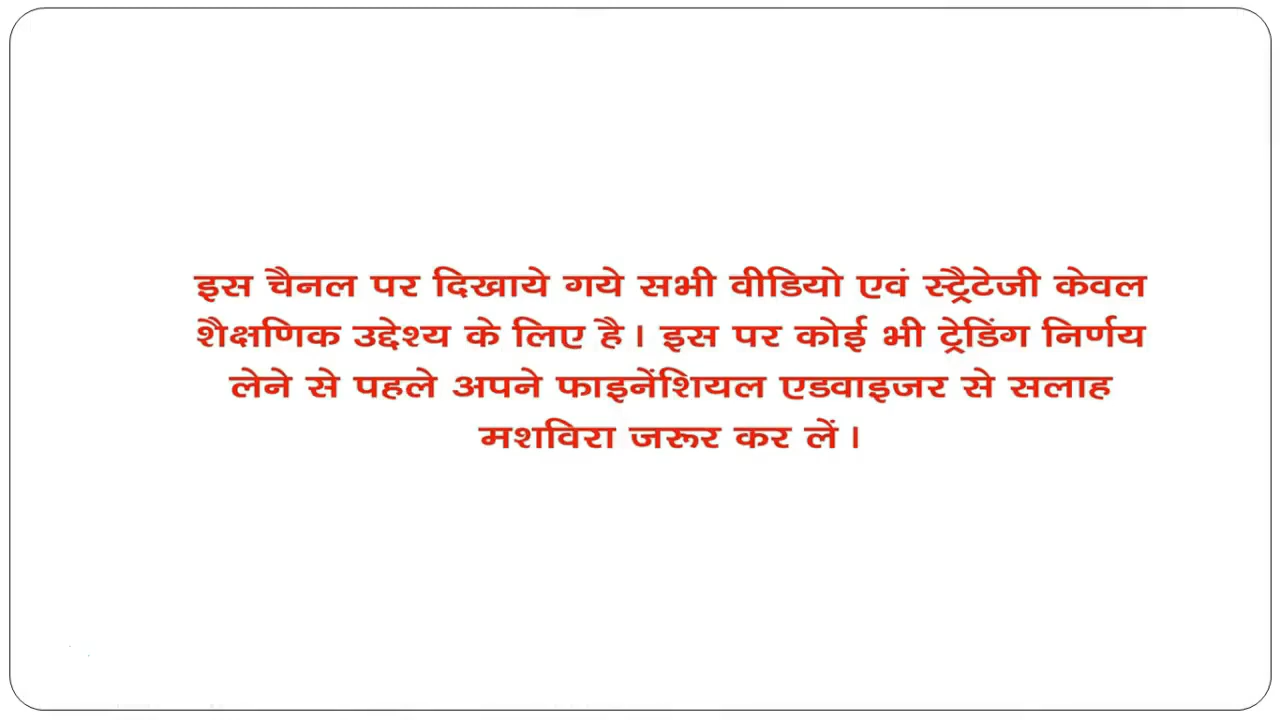 इस चैनल पर दिखाये गये सभी वीडियो एवं स्ट्रैटेजी केवल
शैक्षणिक उद्देश्य के लिए है। इस पर कोई भी ट्रेडिंग निर्णय
लेने से पहले अपने फाइनेंशियल एडवाइजर से सलाह
मशविरा जरूर कर लें।